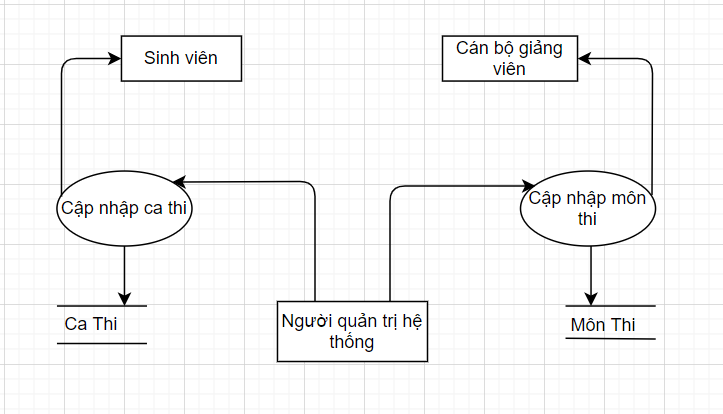 Sinh viên
Cán bộ giảng
viên
Cập nhập ca thi
Cập nhập môn
thi
Ca Thi
Người quản trị hệ
thống
Môn Thi